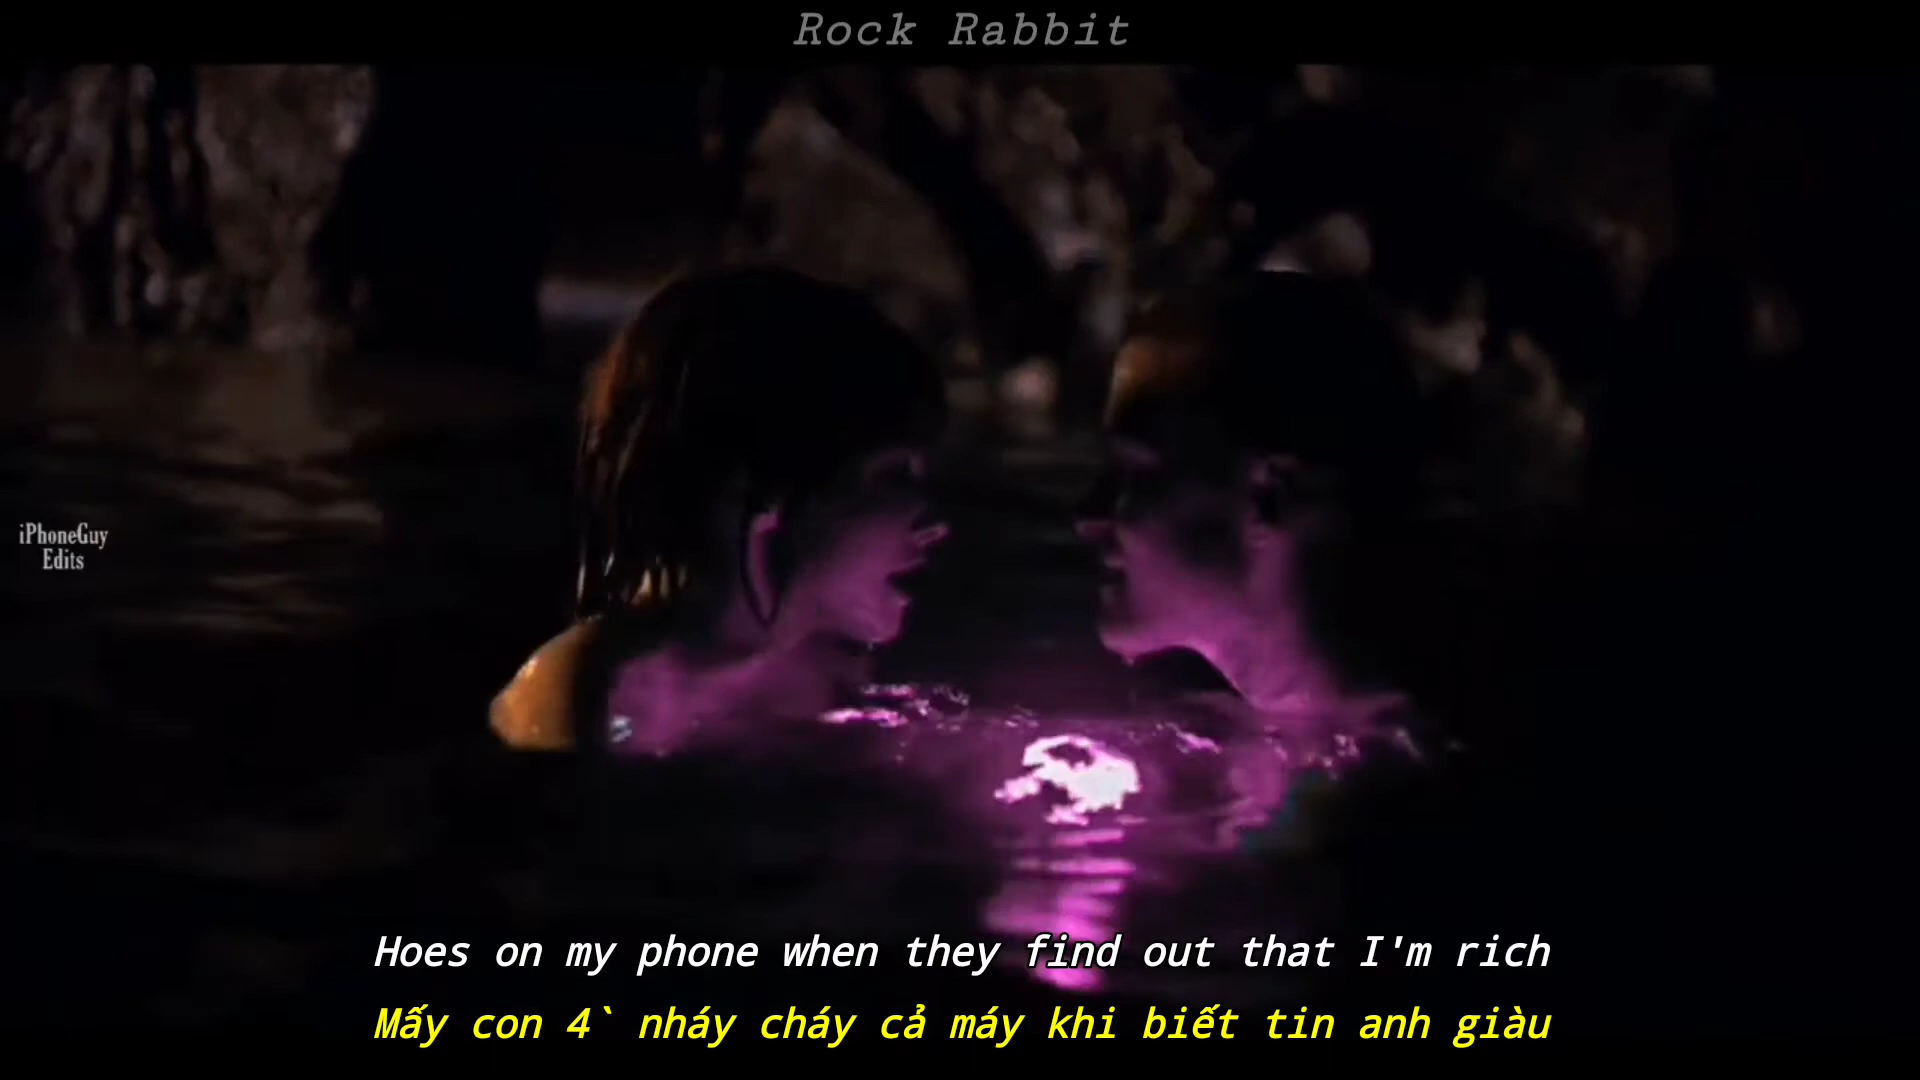 Rock Rabbit
iPhoneGuy
Edits
Hoes on my phone when they find out that I'm rich
Mấy con 4` nháy cháy cả máy khi biết tin anh giàu